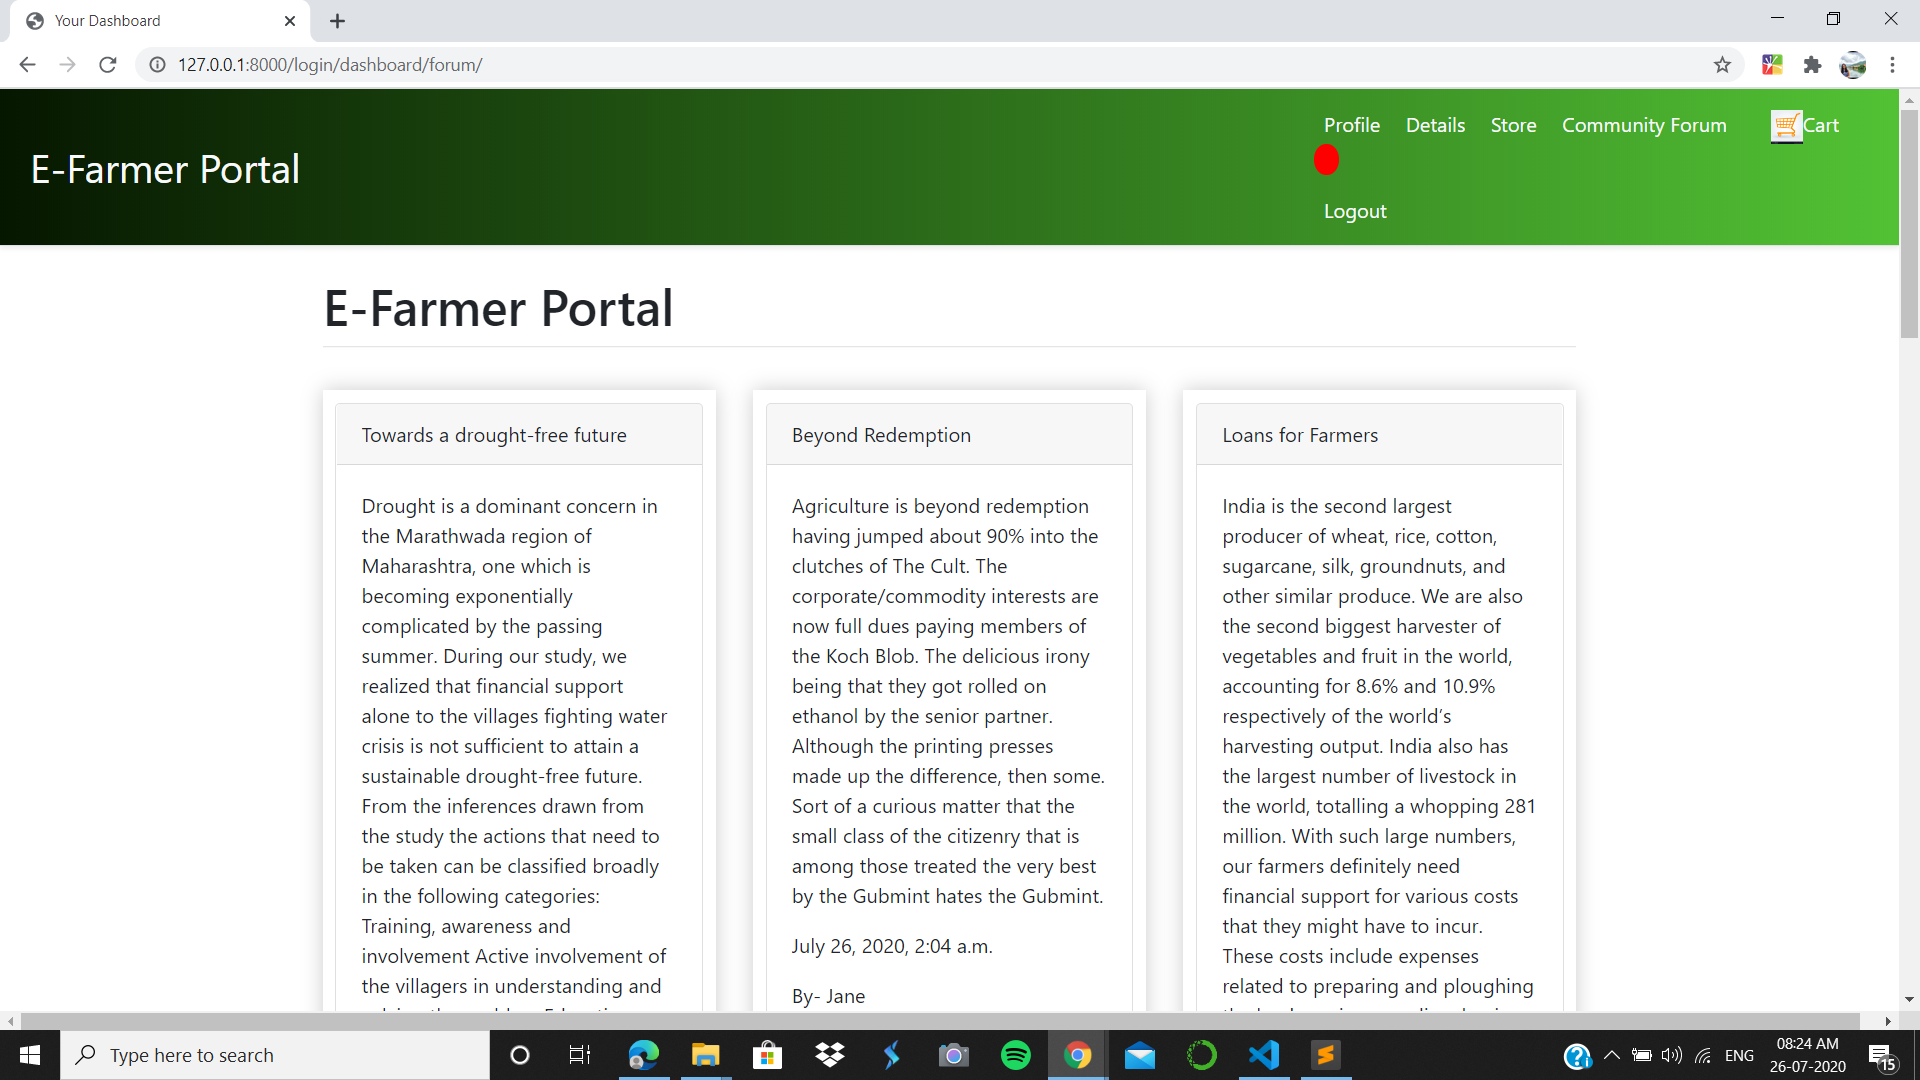 Your Dashboard
127.0.0.1:8000/login/dashboard/forum/
Profile Details Store Community Forum Cart
E-Farmer Portal
Logout
E-Farmer Portal
Towards a drought-free future
Drought is a dominant concern in
the Marathwada region of
Maharashtra, one which is
becoming exponentially
complicated by the passing
summer. During our study, we
realized that financial support
alone to the villages fighting water
crisis is not sufficient to attain a
sustainable drought-free future.
From the inferences drawn from
the study the actions that need to
be taken can be classified broadly
in the following categories:
Training, awareness and
involvement Active involvement of
the villagers in understanding and
Beyond Redemption
Agriculture is beyond redemption
having jumped about 90% into the
clutches of The Cult. The
corporate/commodity interests are
now full dues paying members of
the Koch Blob. The delicious irony
being that they got rolled on
ethanol by the senior partner.
Although the printing presses
made up the difference, then some.
Sort of a curious matter that the
small class of the citizenry that is
among those treated the very best
by the Gubmint hates the Gubmint.
July 26, 2020, 2:04 a.m.
By- Jane
Loans for Farmers
India is the second largest
producer of wheat, rice, cotton,
sugarcane, silk, groundnuts, and
other similar produce. We are also
the second biggest harvester of
vegetables and fruit in the world,
accounting for 8.6% and 10.9%
respectively of the world’s
harvesting output. India also has
the largest number of livestock in
the world, totalling a whopping 281
million. With such large numbers,
our farmers definitely need
financial support for various costs
that they might have to incur.
These costs include expenses
related to preparing and ploughing
Type here to search
ENG
08:24 AM
26-07-2020
15